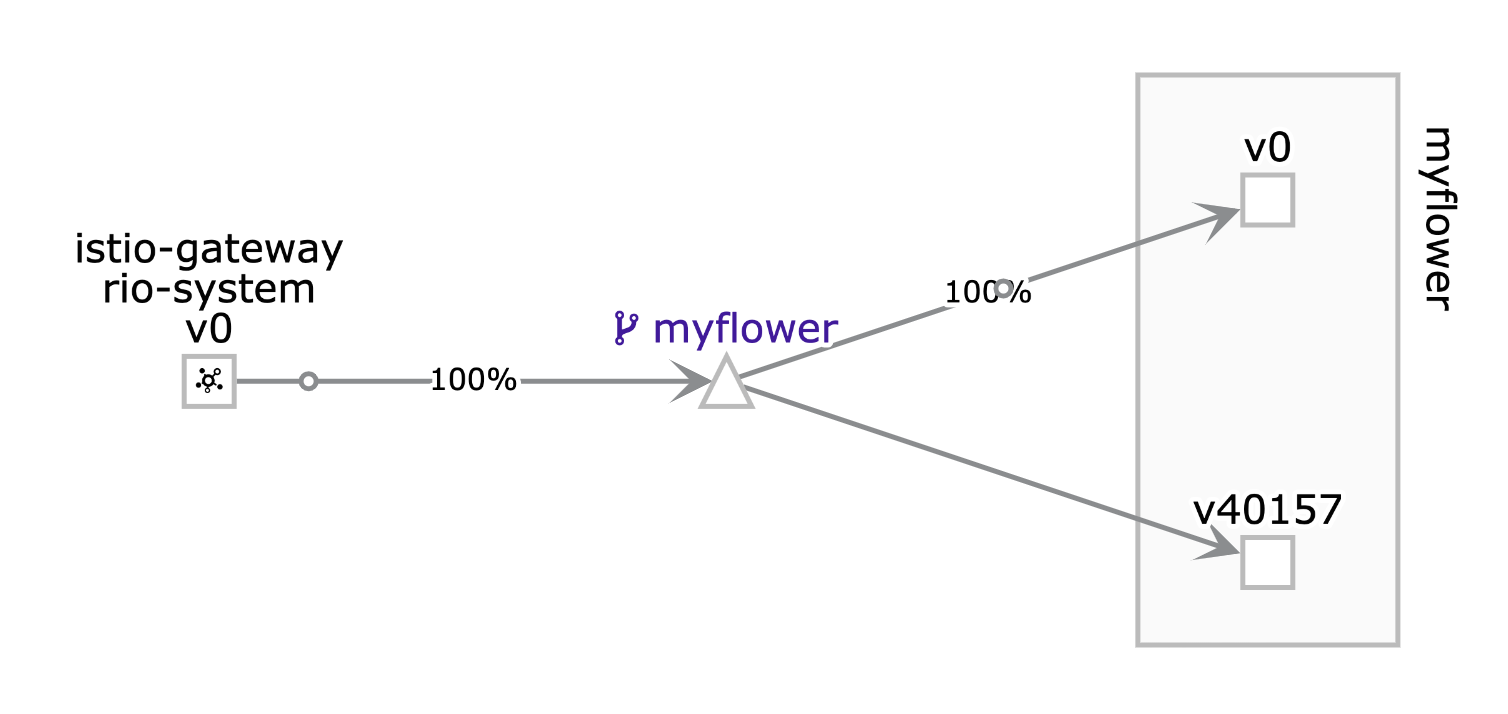 istio-gateway
rio-system
v0
100%
myflower
100%
v0
v40157
myflower